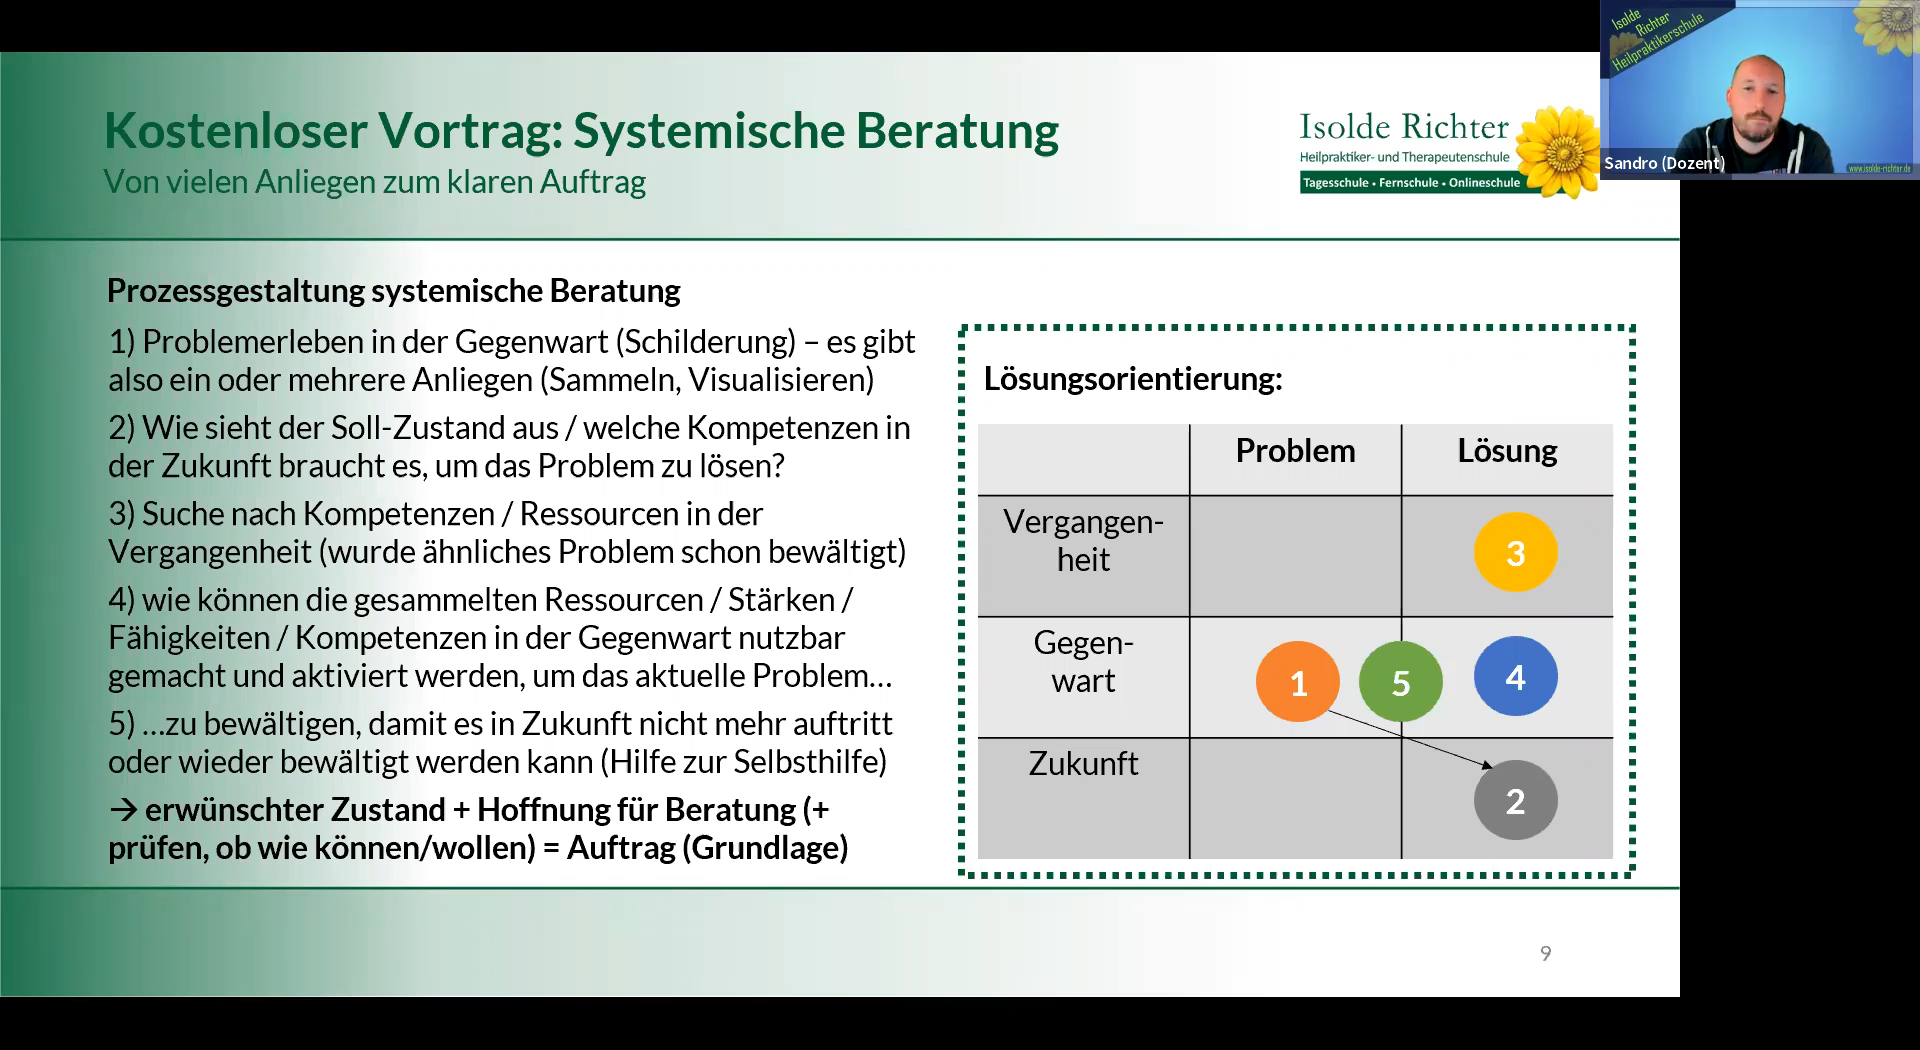 Kostenloser Vortrag: Systemische Beratung
Von vielen Anliegen zum klaren Auftrag
Isolde Richter
Heilpraktiker- und Therapeutenschule
Tagesschule • Fernschule • Onlineschule
Isolde
Richter
Heilpraktikerschule
Sandro (Dozent)
www.isolde-richter.de
Prozessgestaltung systemische Beratung
1) Problemerleben in der Gegenwart (Schilderung) – es gibt
also ein oder mehrere Anliegen (Sammeln, Visualisieren)
2) Wie sieht der Soll-Zustand aus / welche Kompetenzen in
der Zukunft braucht es, um das Problem zu lösen?
3) Suche nach Kompetenzen / Ressourcen in der
Vergangenheit (wurde ähnliches Problem schon bewältigt)
4) wie können die gesammelten Ressourcen / Stärken /
Fähigkeiten / Kompetenzen in der Gegenwart nutzbar
gemacht und aktiviert werden, um das aktuelle Problem...
5) ...zu bewältigen, damit es in Zukunft nicht mehr auftritt
oder wieder bewältigt werden kann (Hilfe zur Selbsthilfe)
→ erwünschter Zustand + Hoffnung für Beratung (+
prüfen, ob wie können/wollen) = Auftrag (Grundlage)
Lösungsorientierung:
Problem Lösung
Vergangen-
heit
3
Gegen-
wart
1 5 4
Zukunft
2
9